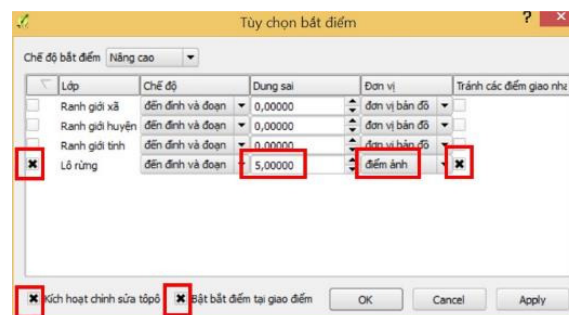 Tùy chọn bắt điểm
?
Chế độ bắt điểm Nâng cao
Lớp Chế độ Dung sai Đơn vị Tránh các điểm giao nha
Ranh giới xã đến đỉnh và đoạn 0,00000 đơn vị bản đồ
Ranh giới huyện đến đỉnh và đoạn 0,00000 đơn vị bản đồ
Ranh giới tỉnh đến đỉnh và đoạn 0,00000 đơn vị bản đồ
Lô rừng đến đỉnh và đoạn 5,00000 điểm ảnh
Kích hoạt chỉnh sửa tôpô Bật bắt điểm tại giao điểm OK Cancel Apply